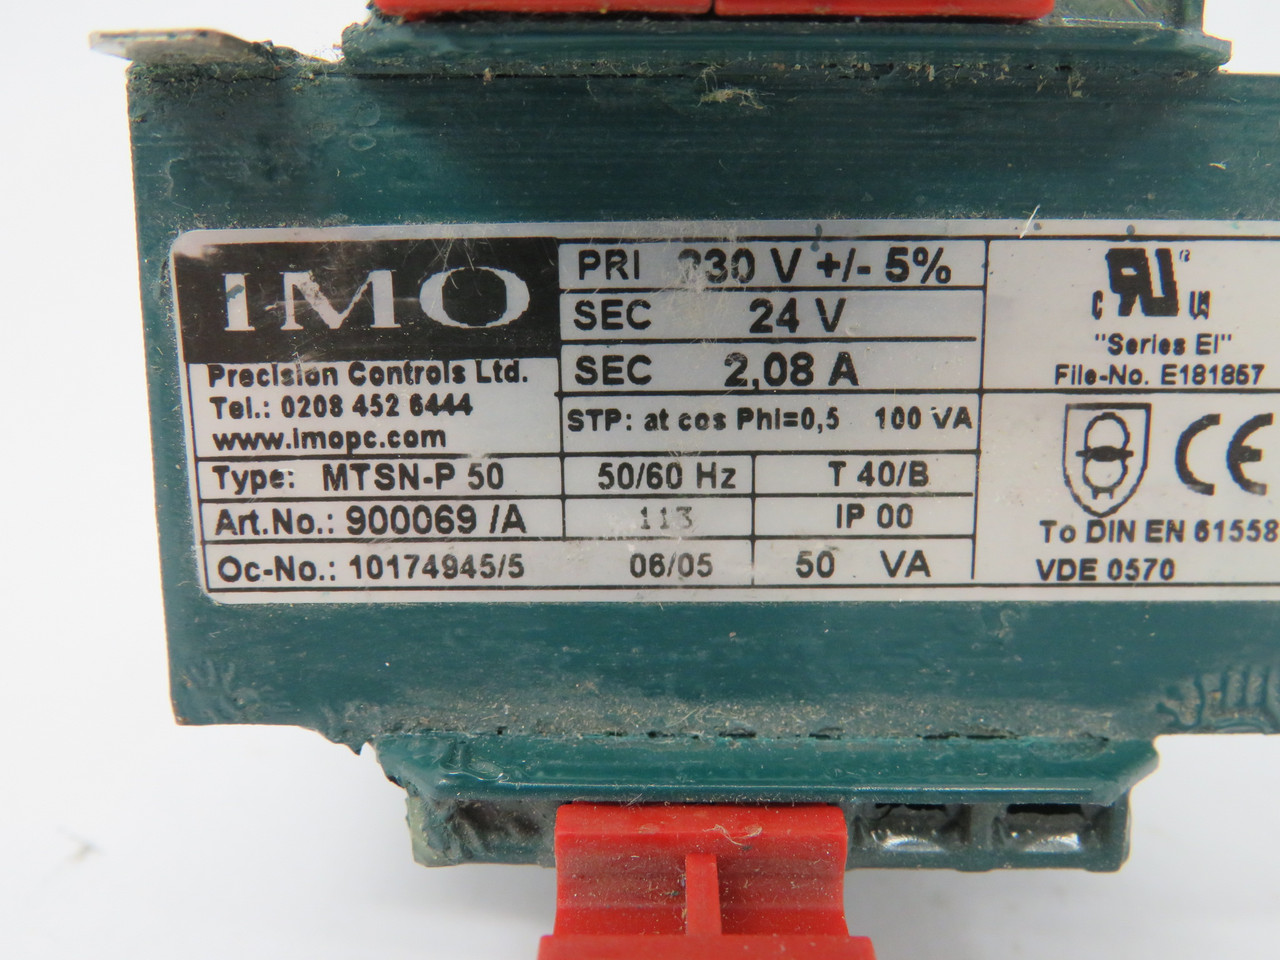 IMO
Precision Controls Ltd.
Tel.: 0208 452 6444
www.imopc.com
PRI 230 V +/- 5%
SEC 24 V
SEC 2,08 A
STP: at cos Phi=0,5 100 VA
Type: MTSN-P 50 50/60 Hz T 40/B
Art.No.: 900069 /A 113 IP 00
Oc-No.: 10174945/5 06/05 50 VA
c RU us ®
"Series EI"
File-No. E181857
CE
To DIN EN 61558
VDE 0570